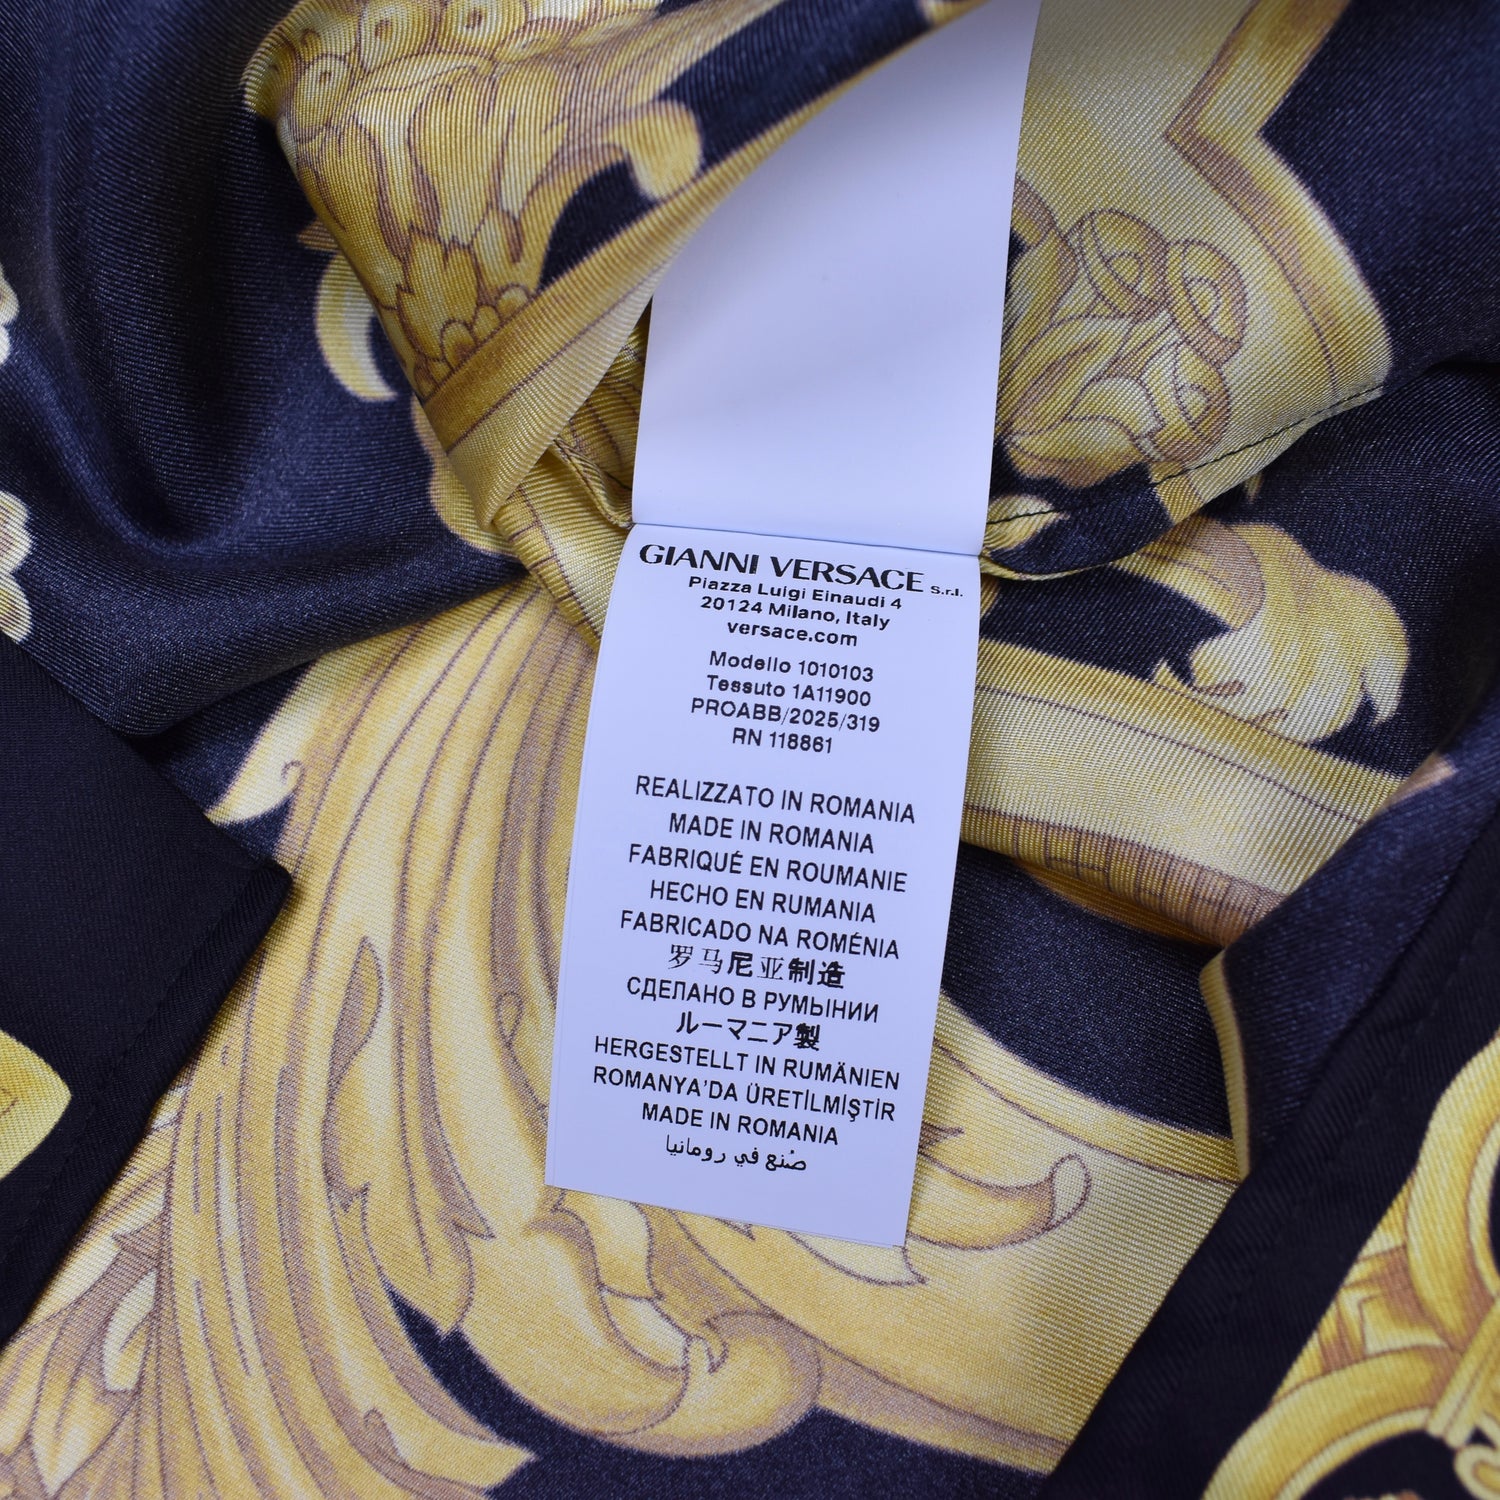 GIANNI VERSACE s.r.l.
Piazza Luigi Einaudi 4
20124 Milano, Italy
versace.com
Modello 1010103
Tessuto 1A11900
PROABB/2025/319
RN 118861
REALIZZATO IN ROMANIA
MADE IN ROMANIA
FABRIQUÉ EN ROUMANIE
HECHO EN RUMANIA
FABRICADO NA ROMÉNIA
罗马尼亚制造
СДЕЛАНО В РУМЫНИИ
ルーマニア製
HERGESTELLT IN RUMÄNIEN
ROMANYA'DA ÜRETİLMİŞTİR
MADE IN ROMANIA
صُنع في رومانيا